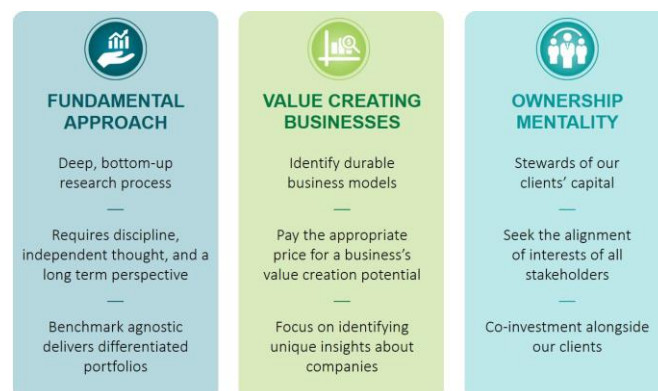 FUNDAMENTAL
APPROACH
Deep, bottom-up
research process
Requires discipline,
independent thought, and a
long term perspective
Benchmark agnostic
delivers differentiated
portfolios
VALUE CREATING
BUSINESSES
Identify durable
business models
Pay the appropriate
price for a business's
value creation potential
Focus on identifying
unique insights about
companies
OWNERSHIP
MENTALITY
Stewards of our
clients' capital
Seek the alignment
of interests of all
stakeholders
Co-investment alongside
our clients